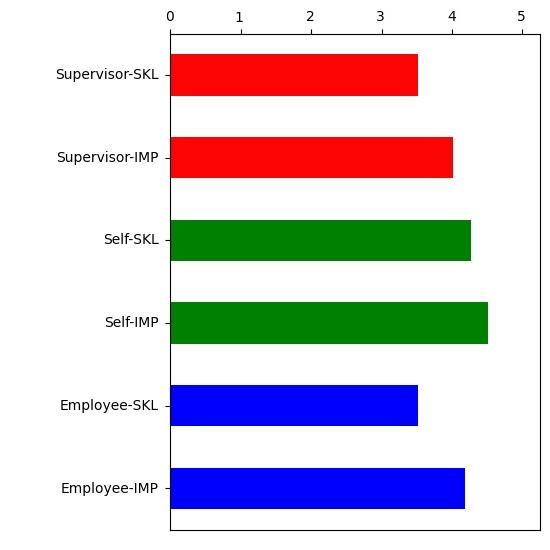 0 1 2 3 4 5
Supervisor-SKL
Supervisor-IMP
Self-SKL
Self-IMP
Employee-SKL
Employee-IMP